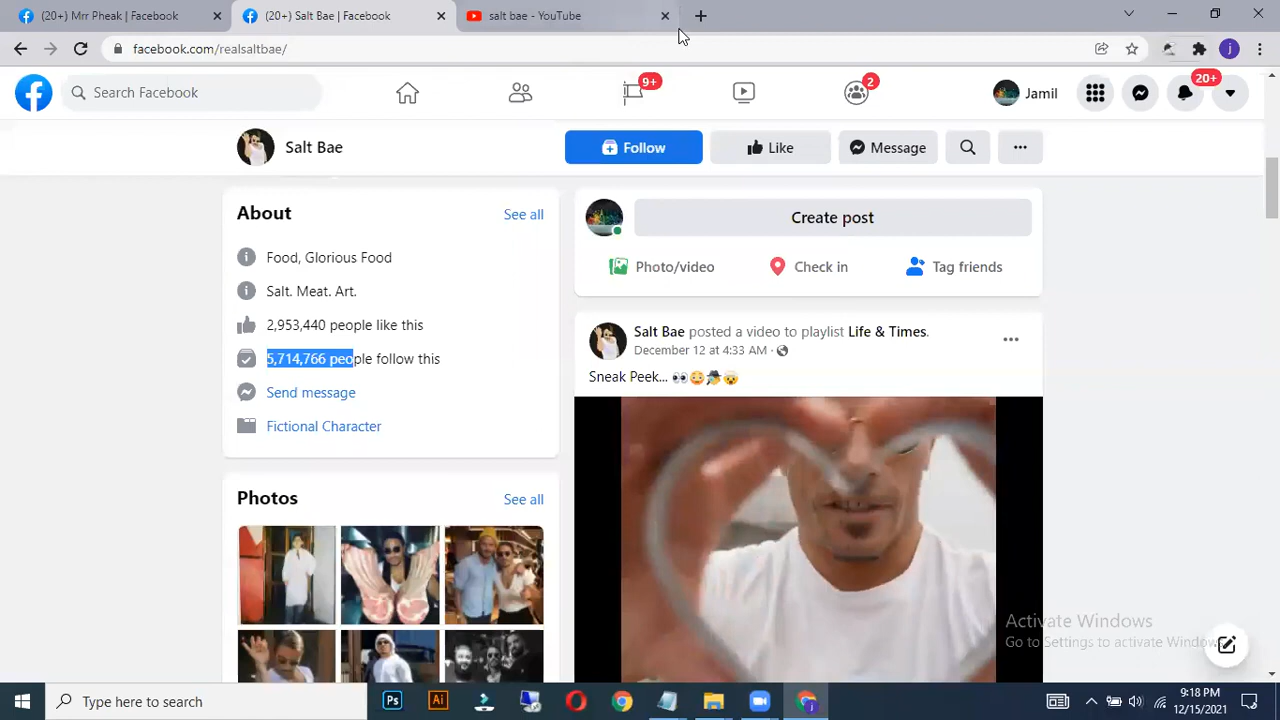 (20+) Mrr Pheak | Facebook
(20+) Salt Bae | Facebook
salt bae - YouTube
facebook.com/realsaltbae/
Search Facebook
9+
2
Jamil
20+
Salt Bae
Follow
Like
Message
About
See all
Food, Glorious Food
Salt. Meat. Art.
2,953,440 people like this
5,714,766 people follow this
Send message
Fictional Character
Photos
See all
Create post
Photo/video
Check in
Tag friends
Salt Bae posted a video to playlist Life & Times.
December 12 at 4:33 AM ·
Sneak Peek... 👀😳🕵️🤯
Activate Windows
Go to Settings to activate Windows.
Type here to search
Ps
Ai
9:18 PM
12/15/2021